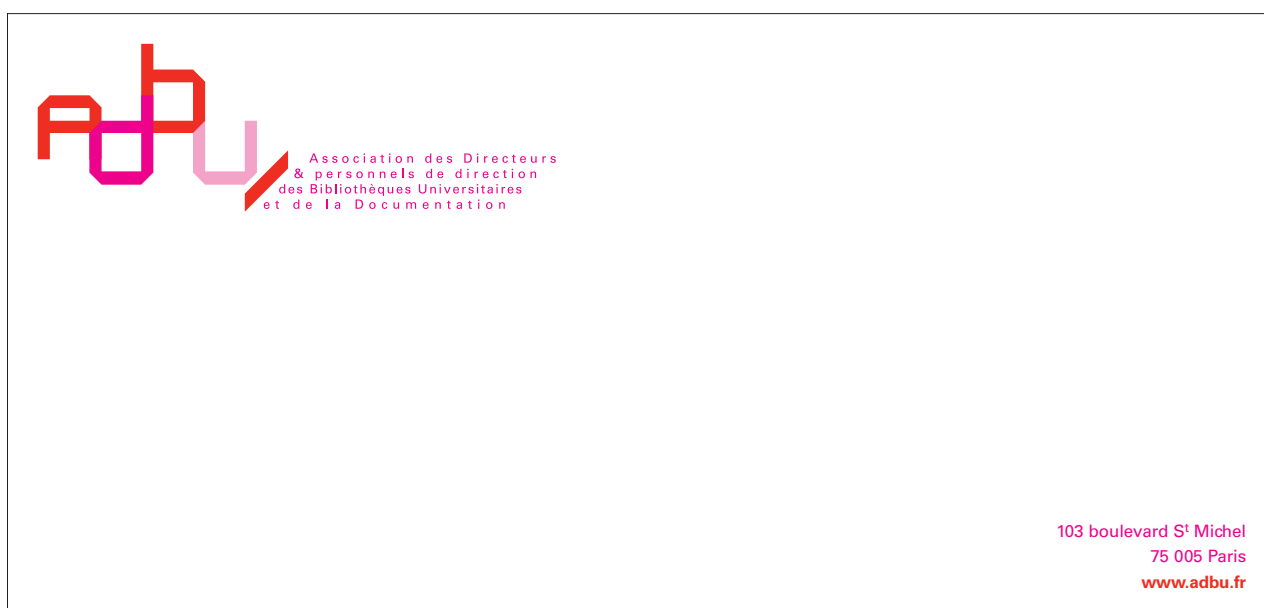 adbu
Association des Directeurs
& personnels de direction
des Bibliothèques Universitaires
et de la Documentation
103 boulevard St Michel
75 005 Paris
www.adbu.fr